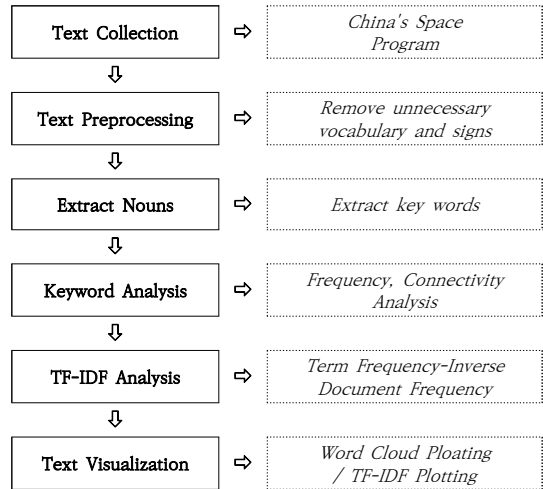 Text Collection
China's Space
Program
Text Preprocessing
Remove unnecessary
vocabulary and signs
Extract Nouns
Extract key words
Keyword Analysis
Frequency, Connectivity
Analysis
TF-IDF Analysis
Term Frequency-Inverse
Document Frequency
Text Visualization
Word Cloud Ploating
/ TF-IDF Plotting